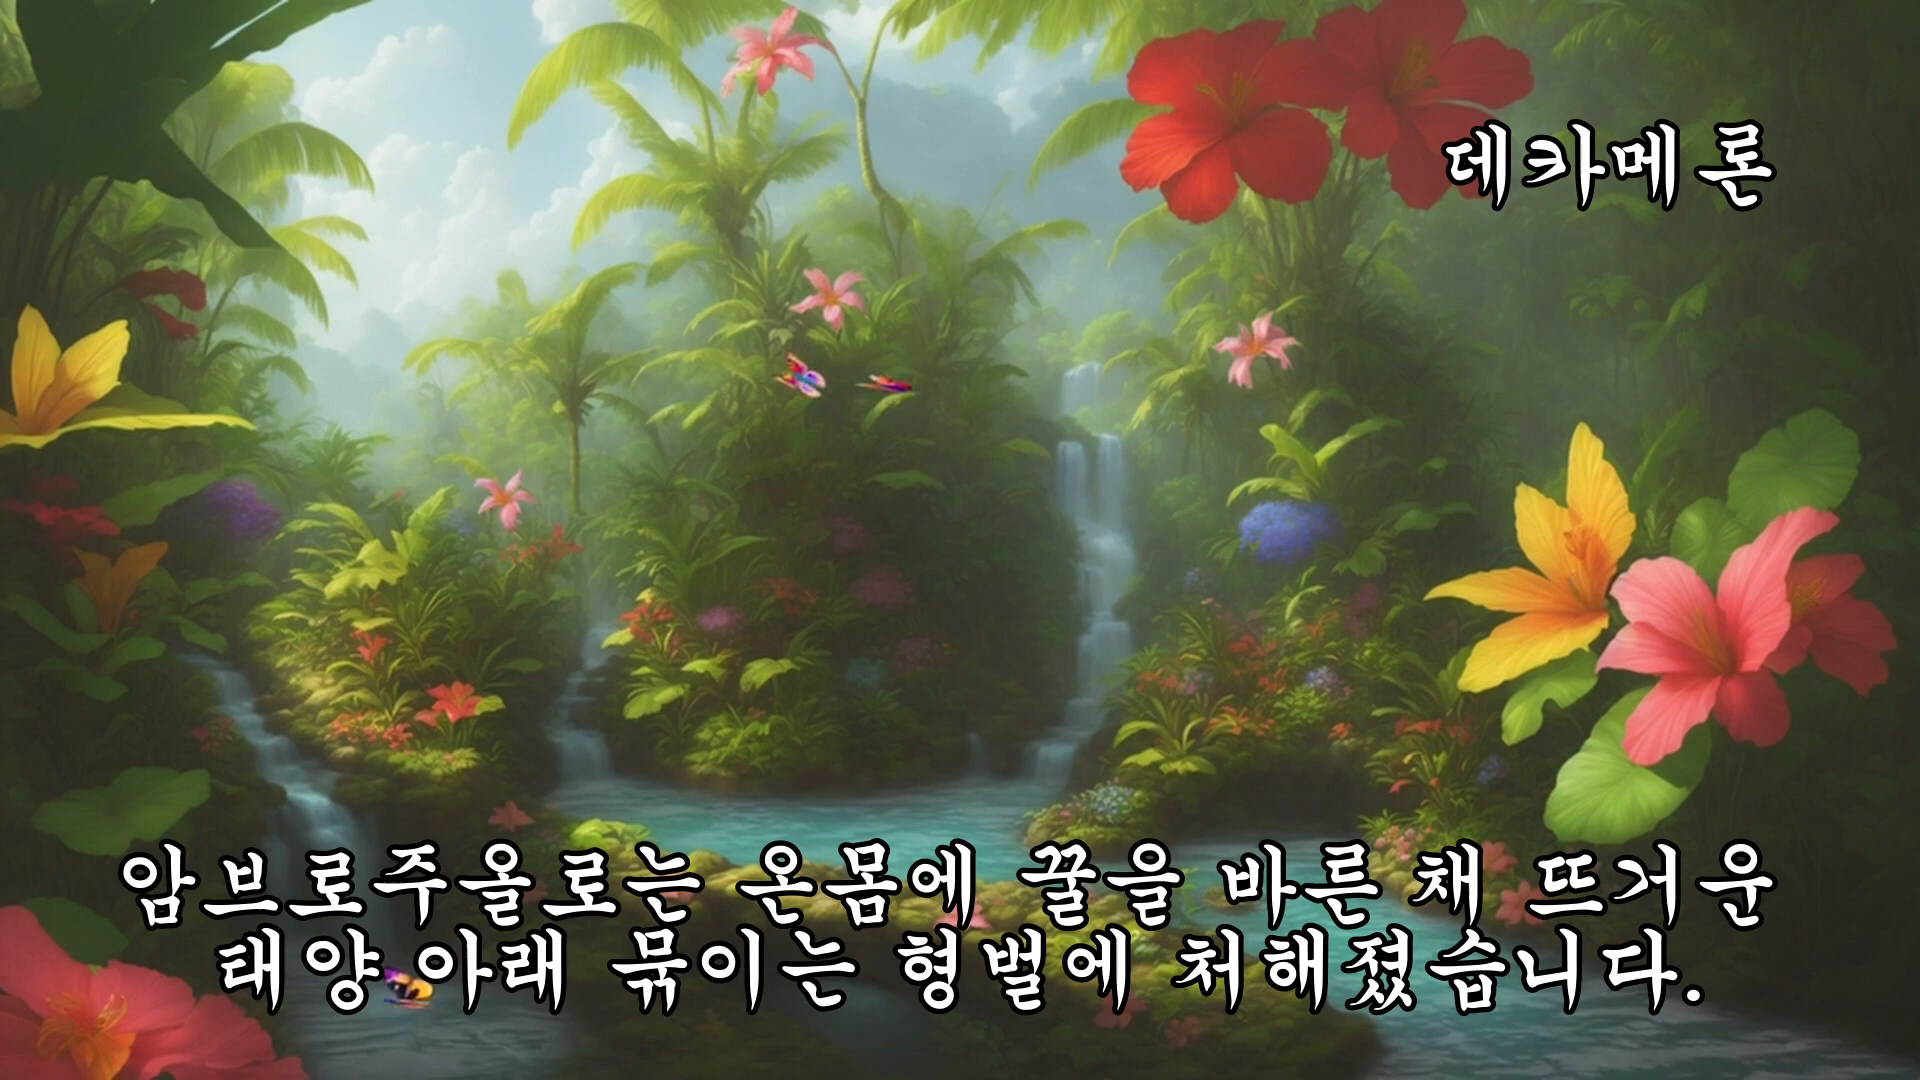 데카메론
암브로주올로는 온몸에 꿀을 바른 채 뜨거운
태양 아래 묶이는 형벌에 처해졌습니다.